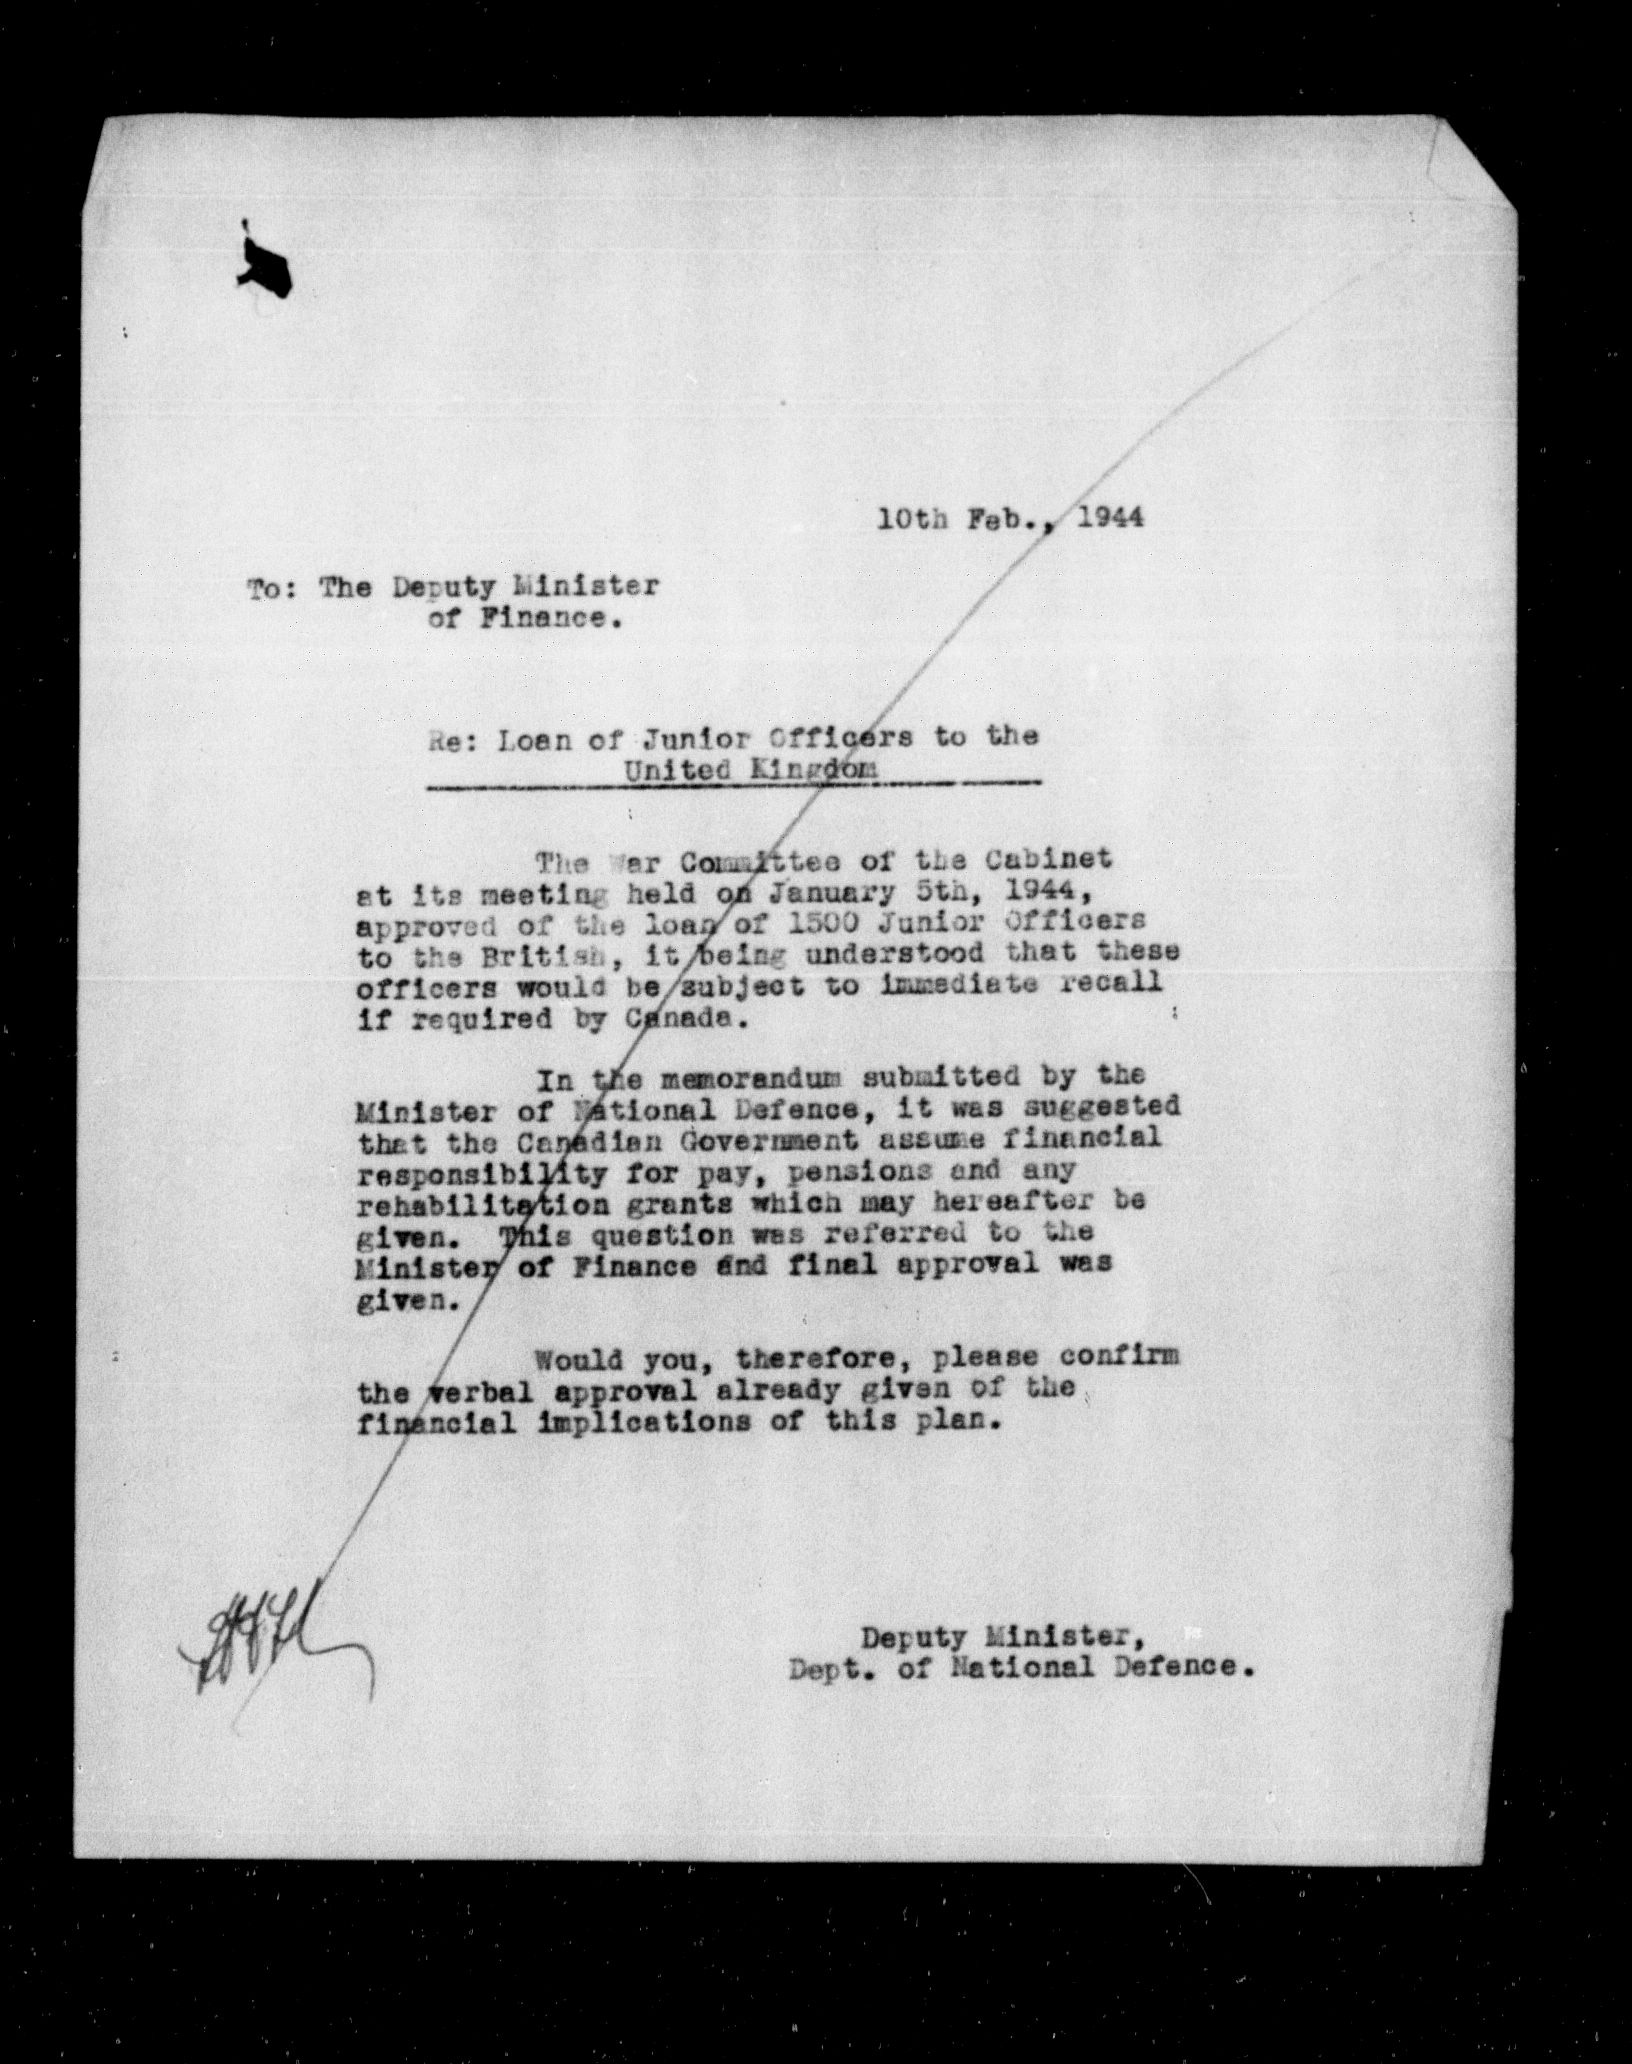 10th Feb., 1944
To: The Deputy Minister
of Finance.
Re: Loan of Junior Officers to the
United Kingdom
The War Committee of the Cabinet
at its meeting held on January 5th, 1944,
approved of the loan of 1500 Junior Officers
to the British, it being understood that these
officers would be subject to immediate recall
if required by Canada.
In the memorandum submitted by the
Minister of National Defence, it was suggested
that the Canadian Government assume financial
responsibility for pay, pensions and any
rehabilitation grants which may hereafter be
given. This question was referred to the
Minister of Finance and final approval was
given.
Would you, therefore, please confirm
the verbal approval already given of the
financial implications of this plan.
Deputy Minister,
Dept. of National Defence.